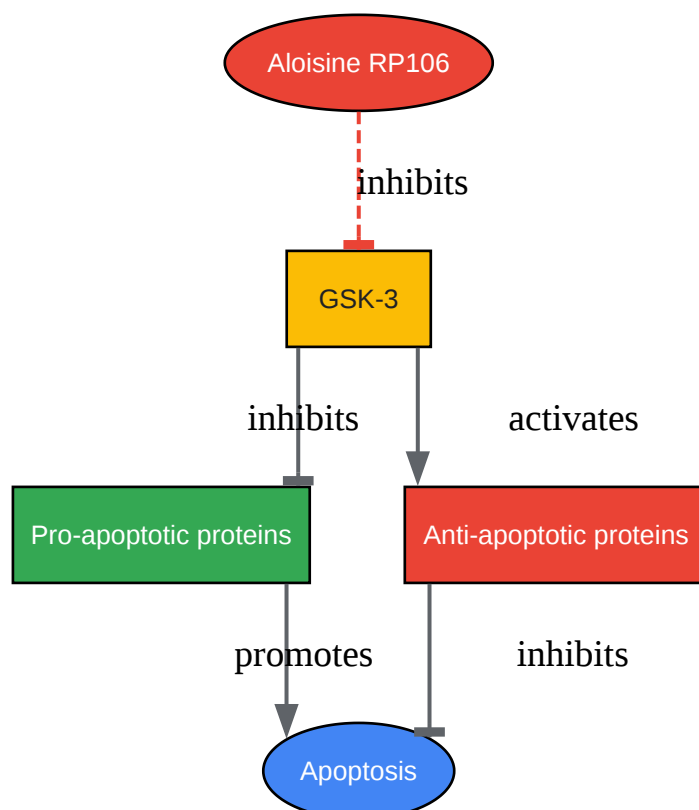 Aloisine RP106
inhibits
GSK-3
inhibits
activates
Pro-apoptotic proteins
Anti-apoptotic proteins
promotes
inhibits
Apoptosis